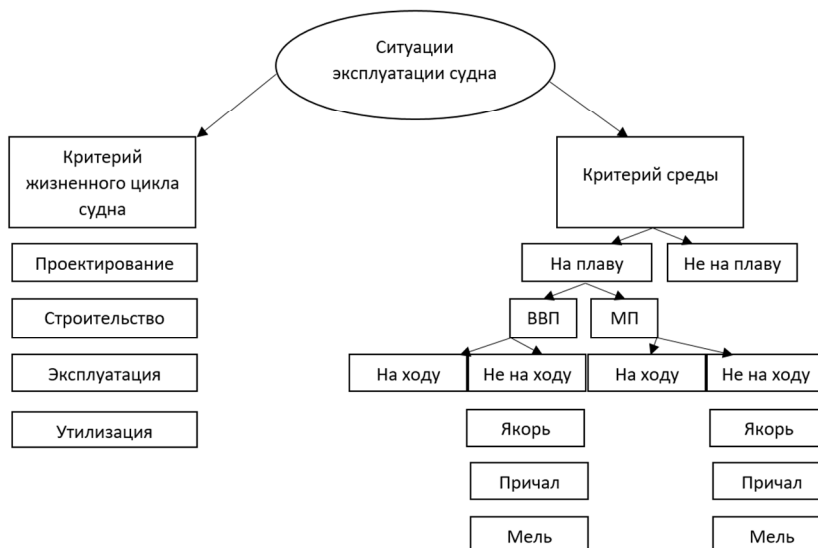 Ситуации
эксплуатации судна
Критерий
жизненного цикла
судна
Критерий среды
Проектирование
На плаву
Не на плаву
Строительство
ВВП
МП
Эксплуатация
На ходу
Не на ходу
На ходу
Не на ходу
Утилизация
Якорь
Якорь
Причал
Причал
Мель
Мель